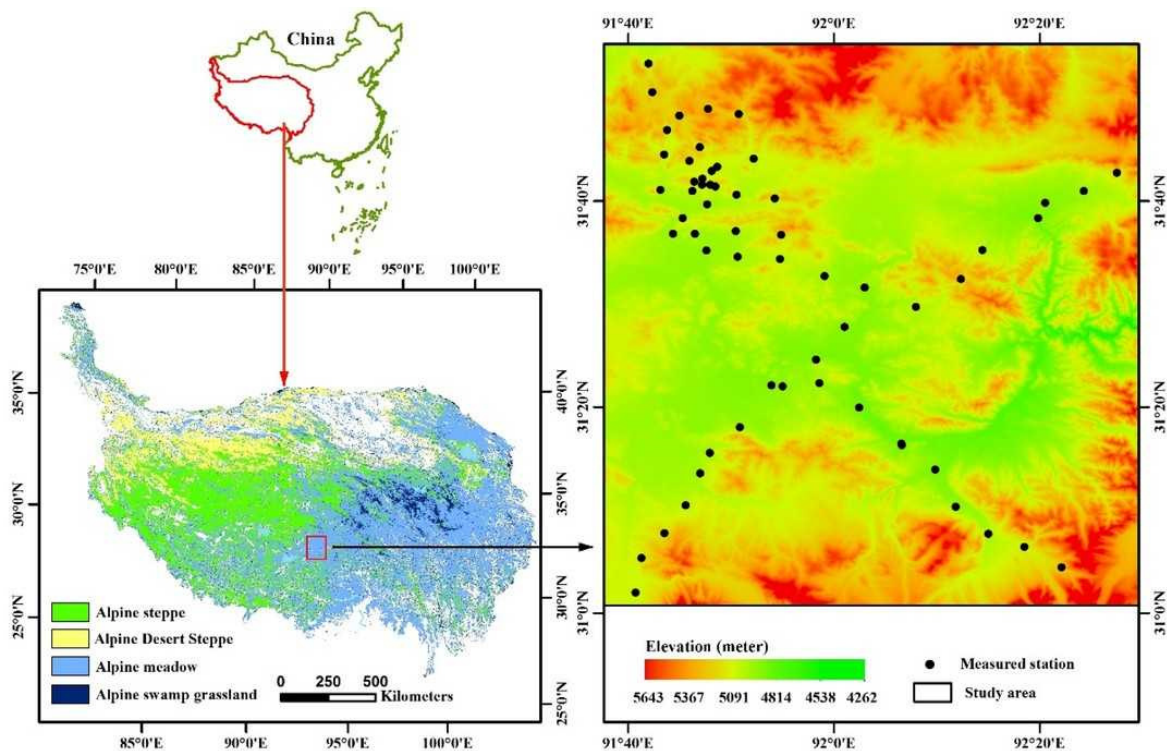 China
75°0'E 80°0'E 85°0'E 90°0'E 95°0'E 100°0'E
35°0'N
30°0'N
25°0'N
40°0'N
35°0'N
30°0'N
25°0'N
Alpine steppe
Alpine Desert Steppe
Alpine meadow
Alpine swamp grassland
0 250 500
Kilometers
85°0'E 90°0'E 95°0'E 100°0'E
91°40'E 92°0'E 92°20'E
31°40'N
31°20'N
31°0'N
31°40'N
31°20'N
31°0'N
Elevation (meter)
5643 5367 5091 4814 4538 4262
Measured station
Study area
91°40'E 92°0'E 92°20'E